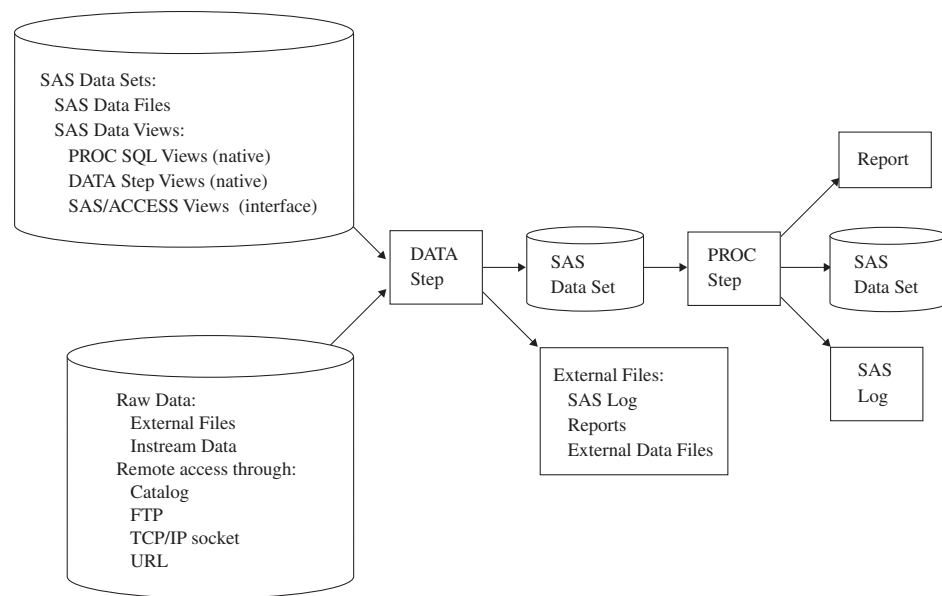 SAS Data Sets:
SAS Data Files
SAS Data Views:
PROC SQL Views (native)
DATA Step Views (native)
SAS/ACCESS Views (interface)
Raw Data:
External Files
Instream Data
Remote access through:
Catalog
FTP
TCP/IP socket
URL
DATA
Step
SAS
Data Set
External Files:
SAS Log
Reports
External Data Files
PROC
Step
Report
SAS
Data Set
SAS
Log